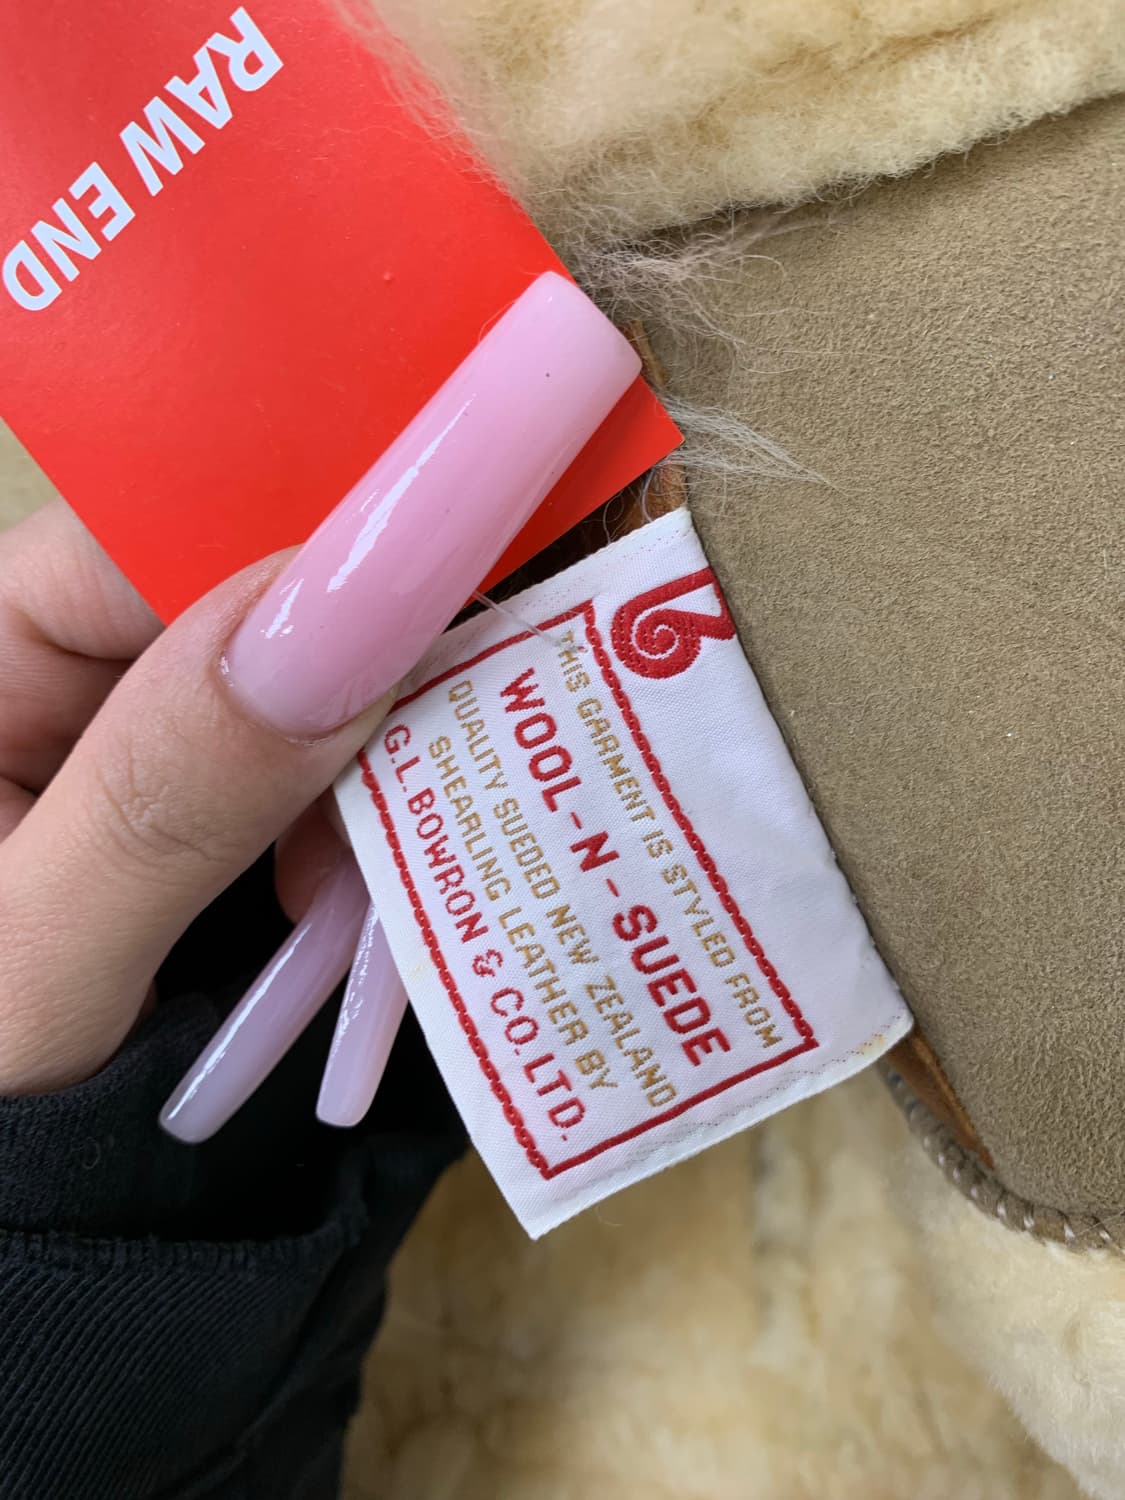 RAW END
THIS GARMENT IS STYLED FROM
WOOL-N-SUEDE
QUALITY SUEDED NEW ZEALAND
SHEARLING LEATHER BY
G.L.BOWRON & CO.LTD.